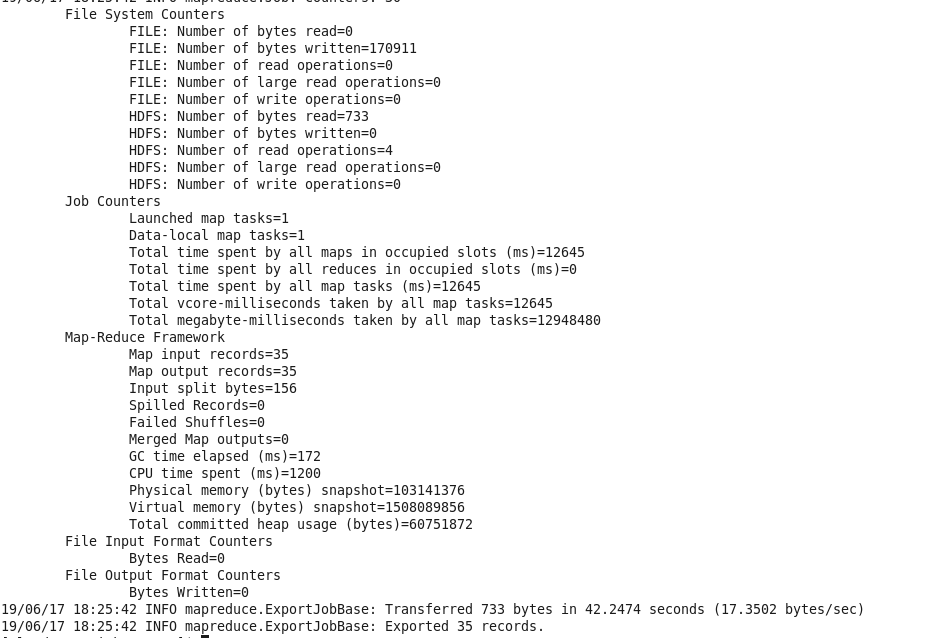 19/06/17 18:25:42 INFO mapreduce.Job: Counters: 30
File System Counters
FILE: Number of bytes read=0
FILE: Number of bytes written=170911
FILE: Number of read operations=0
FILE: Number of large read operations=0
FILE: Number of write operations=0
HDFS: Number of bytes read=733
HDFS: Number of bytes written=0
HDFS: Number of read operations=4
HDFS: Number of large read operations=0
HDFS: Number of write operations=0
Job Counters
Launched map tasks=1
Data-local map tasks=1
Total time spent by all maps in occupied slots (ms)=12645
Total time spent by all reduces in occupied slots (ms)=0
Total time spent by all map tasks (ms)=12645
Total vcore-milliseconds taken by all map tasks=12645
Total megabyte-milliseconds taken by all map tasks=12948480
Map-Reduce Framework
Map input records=35
Map output records=35
Input split bytes=156
Spilled Records=0
Failed Shuffles=0
Merged Map outputs=0
GC time elapsed (ms)=172
CPU time spent (ms)=1200
Physical memory (bytes) snapshot=103141376
Virtual memory (bytes) snapshot=1508089856
Total committed heap usage (bytes)=60751872
File Input Format Counters
Bytes Read=0
File Output Format Counters
Bytes Written=0
19/06/17 18:25:42 INFO mapreduce.ExportJobBase: Transferred 733 bytes in 42.2474 seconds (17.3502 bytes/sec)
19/06/17 18:25:42 INFO mapreduce.ExportJobBase: Exported 35 records.